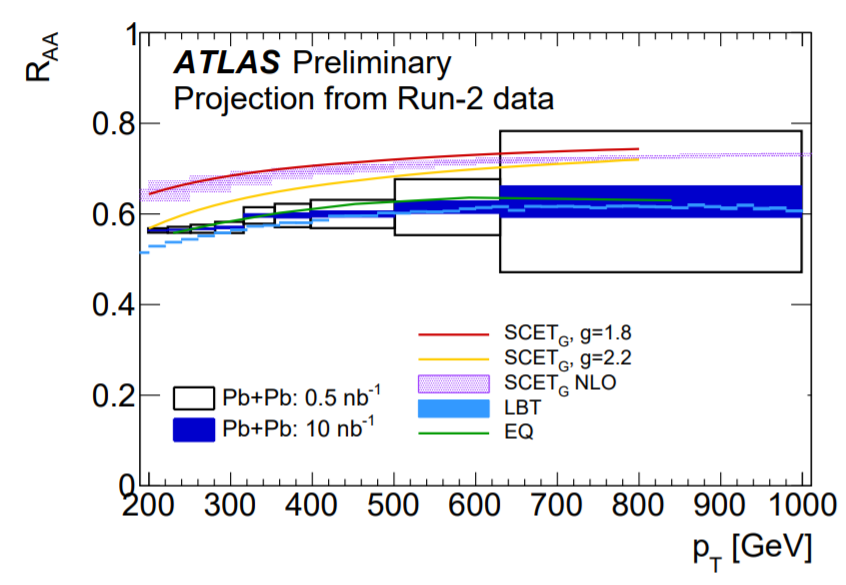 R_AA
1
0.8
0.6
0.4
0.2
0
ATLAS Preliminary
Projection from Run-2 data
SCET_G, g=1.8
SCET_G, g=2.2
SCET_G NLO
LBT
EQ
Pb+Pb: 0.5 nb⁻¹
Pb+Pb: 10 nb⁻¹
200 300 400 500 600 700 800 900 1000
p_T [GeV]